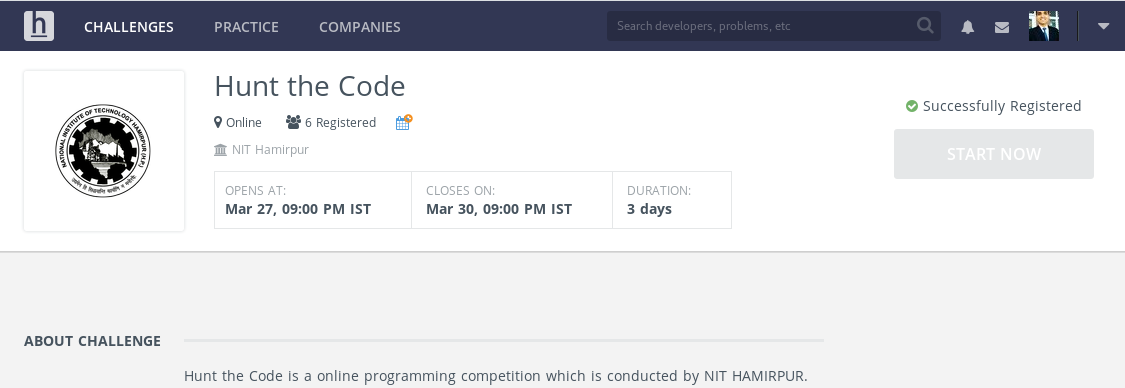 h CHALLENGES PRACTICE COMPANIES Search developers, problems, etc
Hunt the Code
Online 6 Registered
Successfully Registered
NIT Hamirpur
START NOW
NATIONAL INSTITUTE OF TECHNOLOGY HAMIRPUR (H.P.)
OPENS AT: CLOSES ON: DURATION:
Mar 27, 09:00 PM IST Mar 30, 09:00 PM IST 3 days
ABOUT CHALLENGE
Hunt the Code is a online programming competition which is conducted by NIT HAMIRPUR.